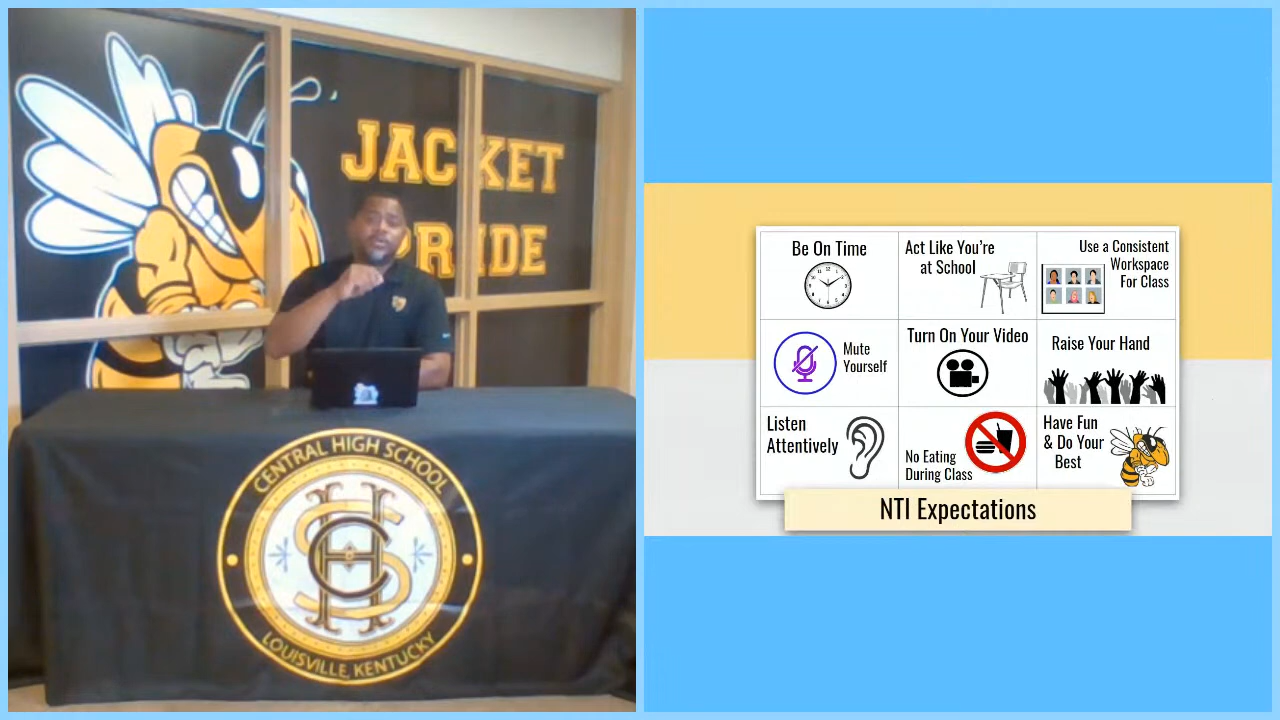 JACKET
PRIDE
CENTRAL HIGH SCHOOL
CHS
LOUISVILLE, KENTUCKY
Be On Time
Act Like You're
at School
Use a Consistent
Workspace
For Class
Mute
Yourself
Turn On Your Video
Raise Your Hand
Listen
Attentively
No Eating
During Class
Have Fun
& Do Your
Best
NTI Expectations